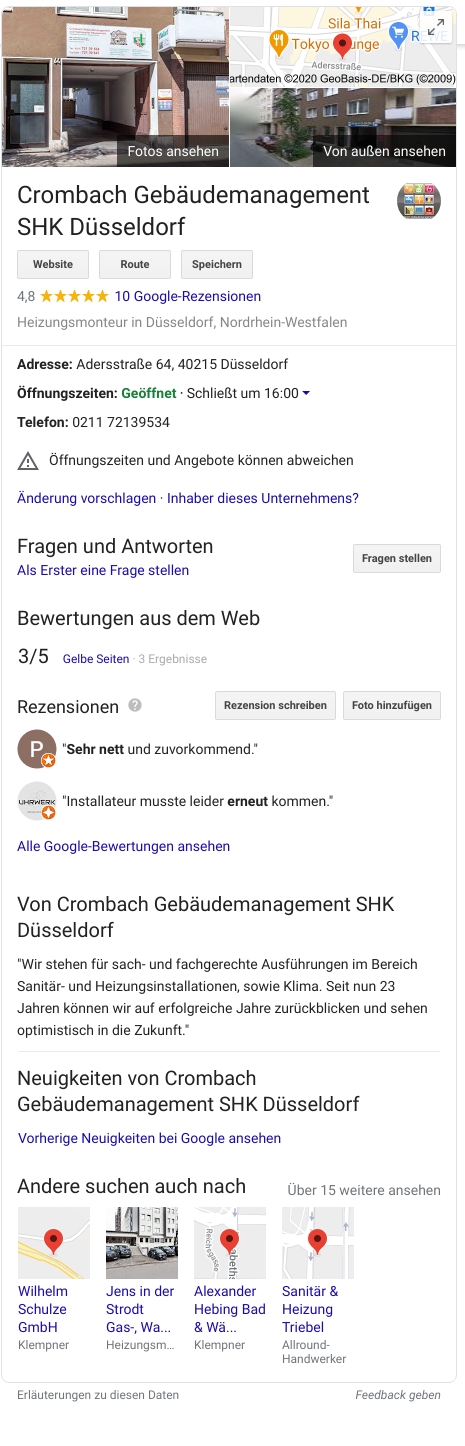 Sila Thai
Tokyo
unge
Adersstraße
artendaten ©2020 GeoBasis-DE/BKG (©2009)
Fotos ansehen
Von außen ansehen
Crombach Gebäudemanagement
SHK Düsseldorf
Website
Route
Speichern
4,8
10 Google-Rezensionen
Heizungsmonteur in Düsseldorf, Nordrhein-Westfalen
Adresse: Adersstraße 64, 40215 Düsseldorf
Öffnungszeiten: Geöffnet · Schließt um 16:00
Telefon: 0211 72139534
Öffnungszeiten und Angebote können abweichen
Änderung vorschlagen · Inhaber dieses Unternehmens?
Fragen und Antworten
Fragen stellen
Als Erster eine Frage stellen
Bewertungen aus dem Web
3/5 Gelbe Seiten · 3 Ergebnisse
Rezensionen
Rezension schreiben
Foto hinzufügen
P
"Sehr nett und zuvorkommend."
UHRWERK
"Installateur musste leider erneut kommen."
Alle Google-Bewertungen ansehen
Von Crombach Gebäudemanagement SHK
Düsseldorf
"Wir stehen für sach- und fachgerechte Ausführungen im Bereich
Sanitär- und Heizungsinstallationen, sowie Klima. Seit nun 23
Jahren können wir auf erfolgreiche Jahre zurückblicken und sehen
optimistisch in die Zukunft."
Neuigkeiten von Crombach
Gebäudemanagement SHK Düsseldorf
Vorherige Neuigkeiten bei Google ansehen
Andere suchen auch nach
Über 15 weitere ansehen
Wilhelm
Schulze
GmbH
Klempner
Jens in der
Strodt
Gas-, Wa...
Heizungsm...
Alexander
Hebing Bad
& Wä...
Klempner
Sanitär &
Heizung
Triebel
Allround-
Handwerker
Erläuterungen zu diesen Daten
Feedback geben